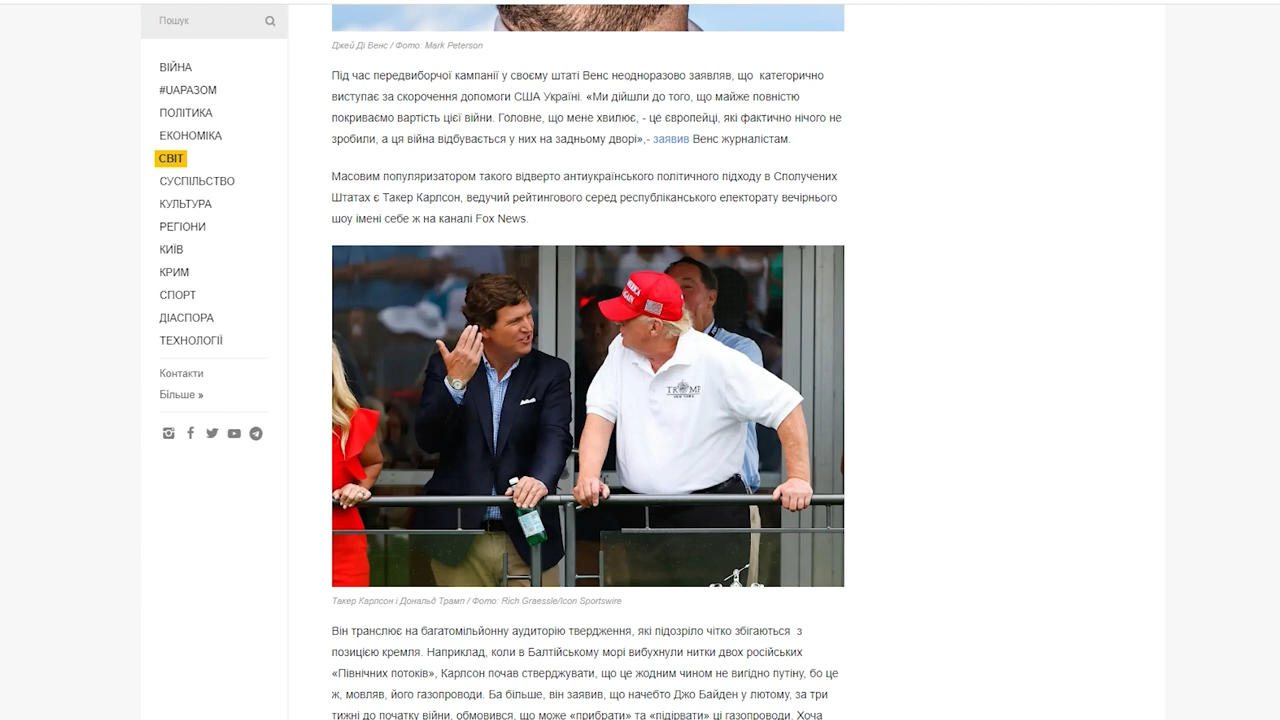 Пошук
ВІЙНА
#UАРАЗОМ
ПОЛІТИКА
ЕКОНОМІКА
СВІТ
СУСПІЛЬСТВО
КУЛЬТУРА
РЕГІОНИ
КИЇВ
КРИМ
СПОРТ
ДІАСПОРА
ТЕХНОЛОГІЇ
Контакти
Більше »
Джей Ді Венс / Фото: Mark Peterson
Під час передвиборчої кампанії у своєму штаті Венс неодноразово заявляв, що категорично
виступає за скорочення допомоги США Україні. «Ми дійшли до того, що майже повністю
покриваємо вартість цієї війни. Головне, що мене хвилює, - це європейці, які фактично нічого не
зробили, а ця війна відбувається у них на задньому дворі»,- заявив Венс журналістам.
Масовим популяризатором такого відверто антиукраїнського політичного підходу в Сполучених
Штатах є Такер Карлсон, ведучий рейтингового серед республіканського електорату вечірнього
шоу імені себе ж на каналі Fox News.
TRUMP
NEW YORK
Такер Карлсон і Дональд Трамп / Фото: Rich Graessle/Icon Sportswire
Він транслює на багатомільйонну аудиторію твердження, які підозріло чітко збігаються з
позицією кремля. Наприклад, коли в Балтійському морі вибухнули нитки двох російських
«Північних потоків», Карлсон почав стверджувати, що це жодним чином не вигідно путіну, бо це
ж, мовляв, його газопроводи. Ба більше, він заявив, що начебто Джо Байден у лютому, за три
тижні до початку війни, обмовився, що може «прибрати» та «підірвати» ці газопроводи. Хоча